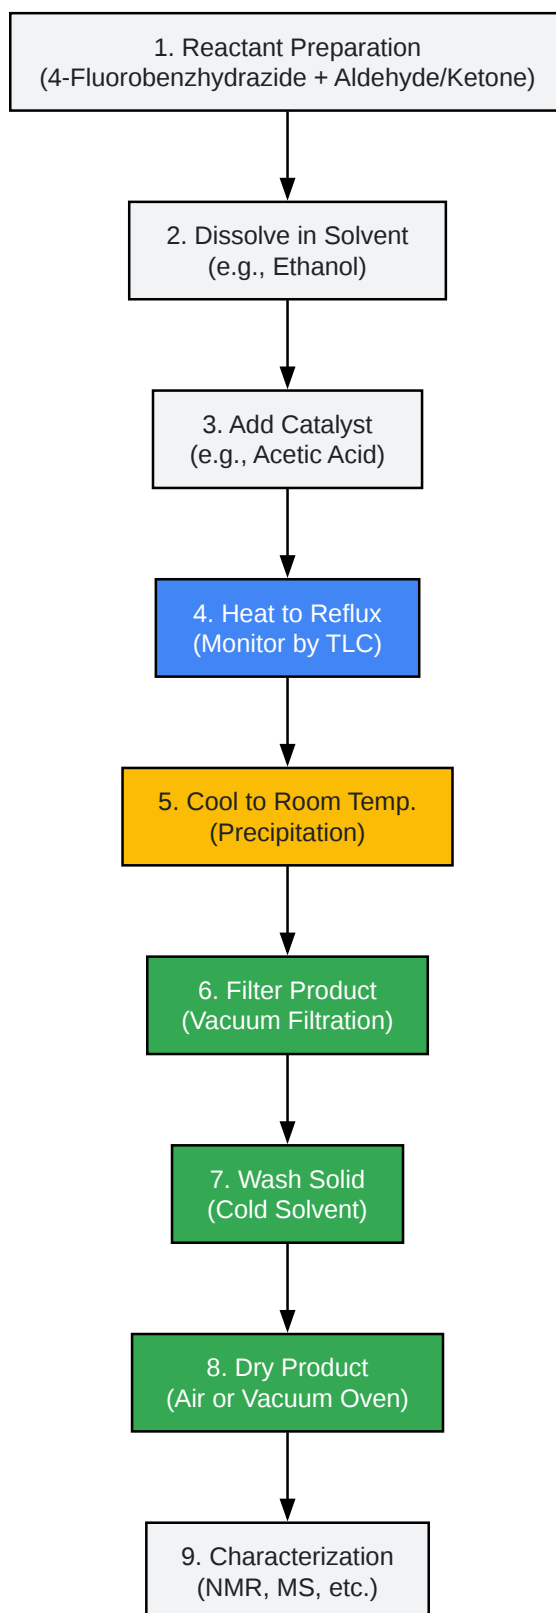 1. Reactant Preparation
(4-Fluorobenzhydrazide + Aldehyde/Ketone)
2. Dissolve in Solvent
(e.g., Ethanol)
3. Add Catalyst
(e.g., Acetic Acid)
4. Heat to Reflux
(Monitor by TLC)
5. Cool to Room Temp.
(Precipitation)
6. Filter Product
(Vacuum Filtration)
7. Wash Solid
(Cold Solvent)
8. Dry Product
(Air or Vacuum Oven)
9. Characterization
(NMR, MS, etc.)